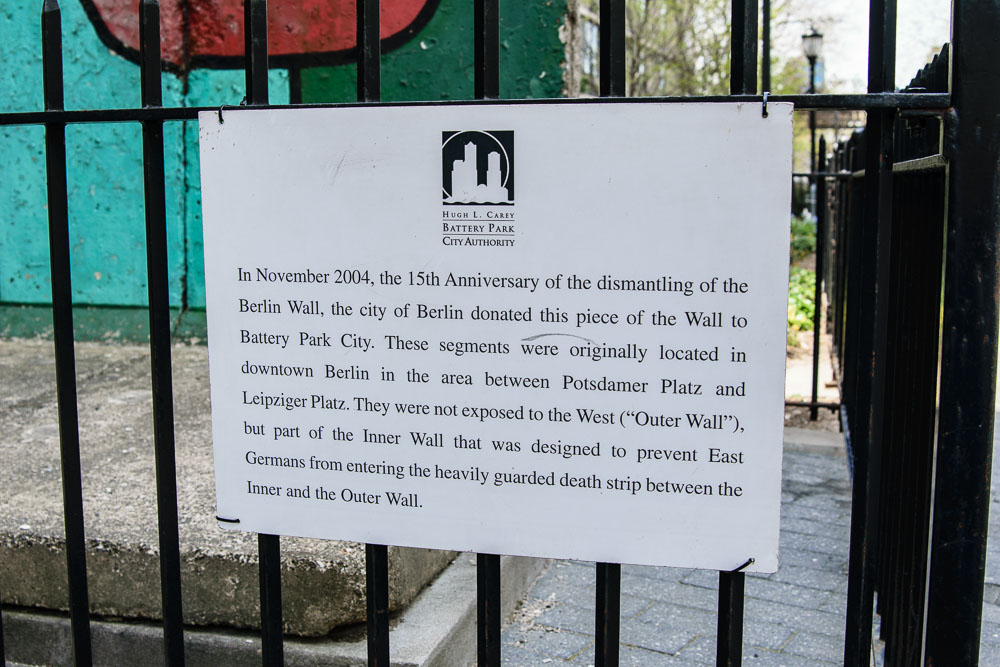 HUGH L. CAREY
BATTERY PARK
CITY AUTHORITY
In November 2004, the 15th Anniversary of the dismantling of the
Berlin Wall, the city of Berlin donated this piece of the Wall to
Battery Park City. These segments were originally located in
downtown Berlin in the area between Potsdamer Platz and
Leipziger Platz. They were not exposed to the West (“Outer Wall”),
but part of the Inner Wall that was designed to prevent East
Germans from entering the heavily guarded death strip between the
Inner and the Outer Wall.